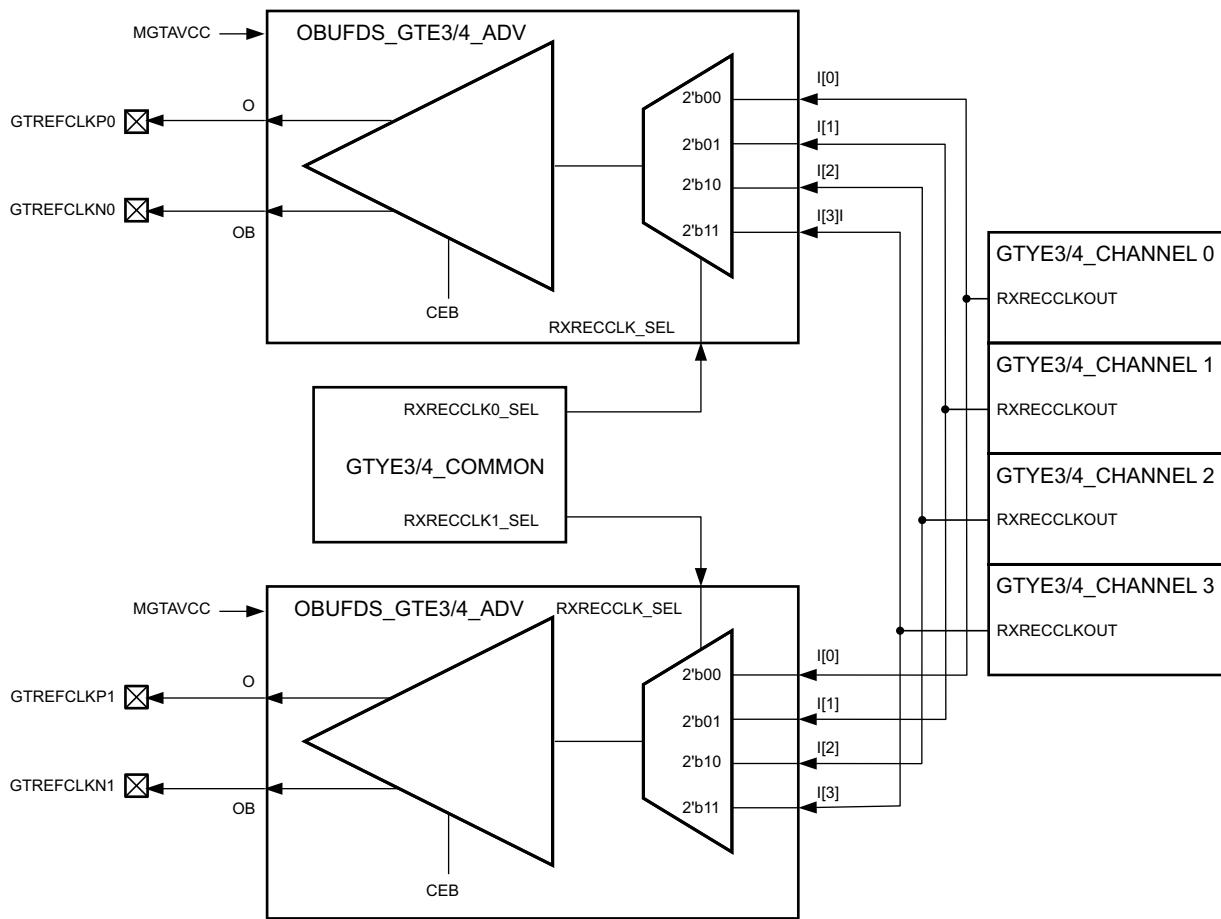 MGTAVCC
OBUFDS_GTE3/4_ADV
GTREFCLKP0
O
GTREFCLKN0
OB
CEB
2'b00
2'b01
2'b10
2'b11
I[0]
I[1]
I[2]
I[3]I
RXRECCLK_SEL
RXRECCLK0_SEL
GTYE3/4_COMMON
RXRECCLK1_SEL
GTYE3/4_CHANNEL 0
RXRECCLKOUT
GTYE3/4_CHANNEL 1
RXRECCLKOUT
GTYE3/4_CHANNEL 2
RXRECCLKOUT
GTYE3/4_CHANNEL 3
RXRECCLKOUT
MGTAVCC
OBUFDS_GTE3/4_ADV
RXRECCLK_SEL
GTREFCLKP1
O
GTREFCLKN1
OB
CEB
2'b00
2'b01
2'b10
2'b11
I[0]
I[1]
I[2]
I[3]